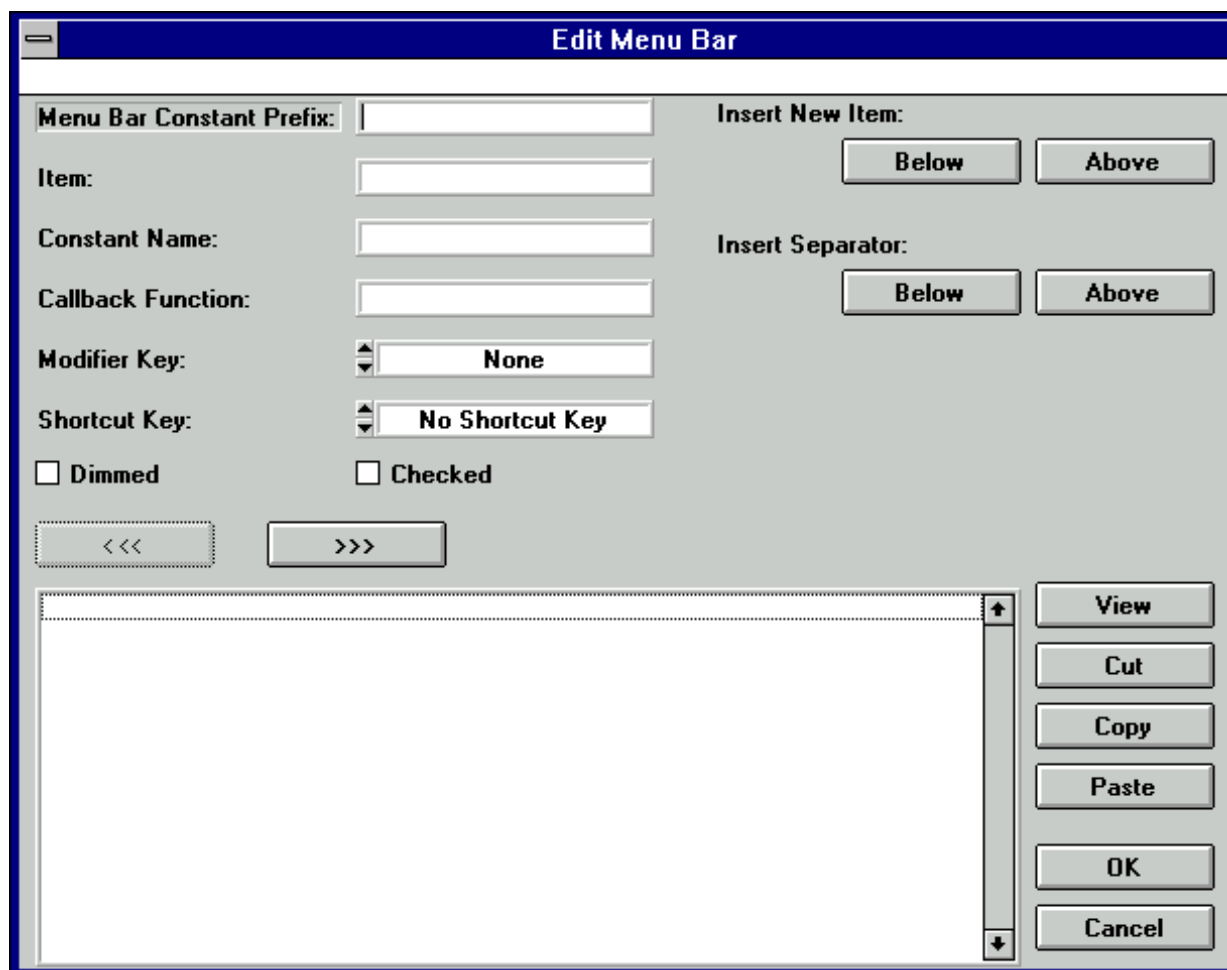 Edit Menu Bar
Menu Bar Constant Prefix:
Insert New Item:
Below Above
Item:
Constant Name:
Insert Separator:
Below Above
Callback Function:
Modifier Key: None
Shortcut Key: No Shortcut Key
Dimmed Checked
<<< >>>
View
Cut
Copy
Paste
OK
Cancel